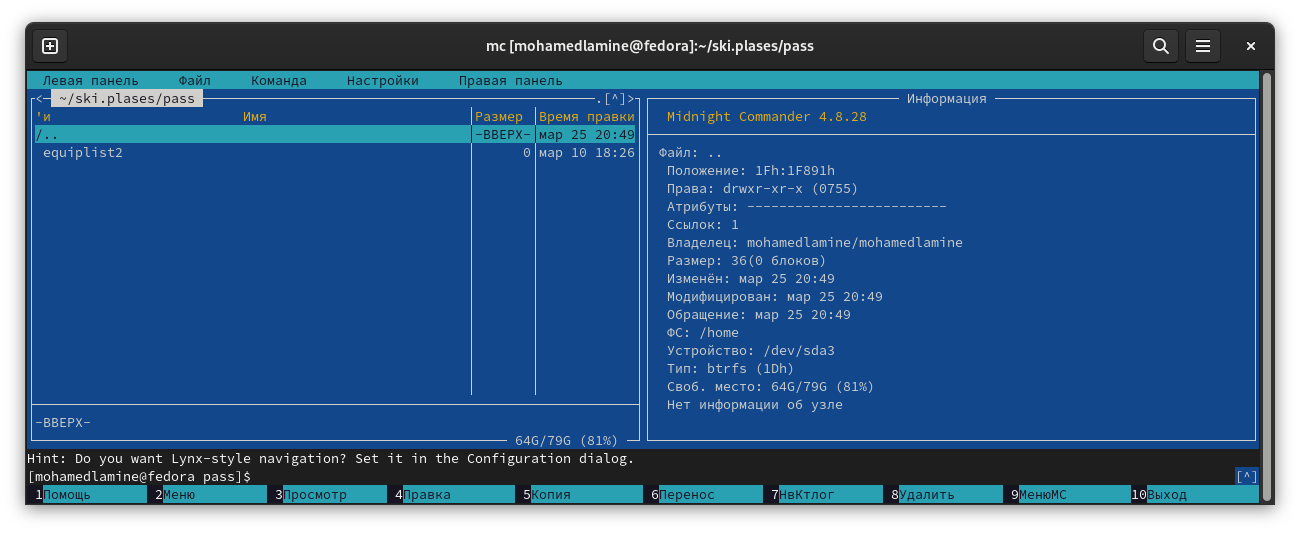 mc [mohamedlamine@fedora]:~/ski.plases/pass
Левая панель Файл Команда Настройки Правая панель
<─ ~/ski.plases/pass .[^]>
'и Имя Размер Время правки
/.. -ВВЕРХ- мар 25 20:49
equiplist2 0 мар 10 18:26
-ВВЕРХ-
64G/79G (81%)
Информация
Midnight Commander 4.8.28
Файл: ..
Положение: 1Fh:1F891h
Права: drwxr-xr-x (0755)
Атрибуты: -------------------------
Ссылок: 1
Владелец: mohamedlamine/mohamedlamine
Размер: 36(0 блоков)
Изменён: мар 25 20:49
Модифицирован: мар 25 20:49
Обращение: мар 25 20:49
ФС: /home
Устройство: /dev/sda3
Тип: btrfs (1Dh)
Своб. место: 64G/79G (81%)
Нет информации об узле
Hint: Do you want Lynx-style navigation? Set it in the Configuration dialog.
[mohamedlamine@fedora pass]$ [^]
1Помощь 2Меню 3Просмотр 4Правка 5Копия 6Перенос 7НвКтлог 8Удалить 9МенюMC 10Выход